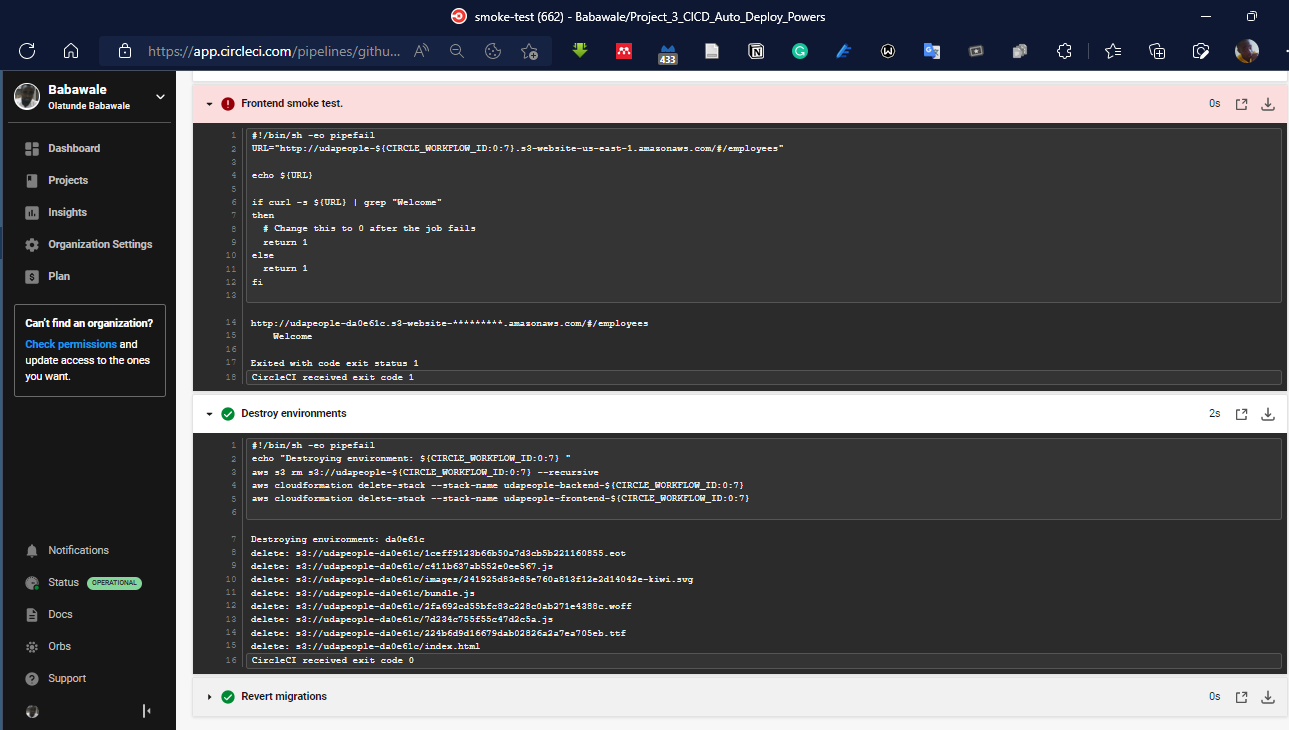 smoke-test (662) - Babawale/Project_3_CICD_Auto_Deploy_Powers
https://app.circleci.com/pipelines/githu...
433
Babawale
Olatunde Babawale
Dashboard
Projects
Insights
Organization Settings
Plan
Can't find an organization?
Check permissions and
update access to the ones
you want.
Notifications
Status OPERATIONAL
Docs
Orbs
Support
Frontend smoke test. 0s
1 #!/bin/sh -eo pipefail
2 URL="http://udapeople-${CIRCLE_WORKFLOW_ID:0:7}.s3-website-us-east-1.amazonaws.com/#/employees"
3
4 echo ${URL}
5
6 if curl -s ${URL} | grep "Welcome"
7 then
8 # Change this to 0 after the job fails
9 return 1
10 else
11 return 1
12 fi
13
14 http://udapeople-da0e61c.s3-website-*********.amazonaws.com/#/employees
15 Welcome
16
17 Exited with code exit status 1
18 CircleCI received exit code 1
Destroy environments 2s
1 #!/bin/sh -eo pipefail
2 echo "Destroying environment: ${CIRCLE_WORKFLOW_ID:0:7} "
3 aws s3 rm s3://udapeople-${CIRCLE_WORKFLOW_ID:0:7} --recursive
4 aws cloudformation delete-stack --stack-name udapeople-backend-${CIRCLE_WORKFLOW_ID:0:7}
5 aws cloudformation delete-stack --stack-name udapeople-frontend-${CIRCLE_WORKFLOW_ID:0:7}
6
7 Destroying environment: da0e61c
8 delete: s3://udapeople-da0e61c/1ceff9123b66b50a7d3cb5b221160855.eot
9 delete: s3://udapeople-da0e61c/c411b637ab552e0ee567.js
10 delete: s3://udapeople-da0e61c/images/241925d83e85e760a813f12e2d14042e-kiwi.svg
11 delete: s3://udapeople-da0e61c/bundle.js
12 delete: s3://udapeople-da0e61c/2fa692cd55bfc83c228c0ab271e4388c.woff
13 delete: s3://udapeople-da0e61c/7d234c755f55c47d2c5a.js
14 delete: s3://udapeople-da0e61c/224b6d9d16679dab02826a2a7ea705eb.ttf
15 delete: s3://udapeople-da0e61c/index.html
16 CircleCI received exit code 0
Revert migrations 0s